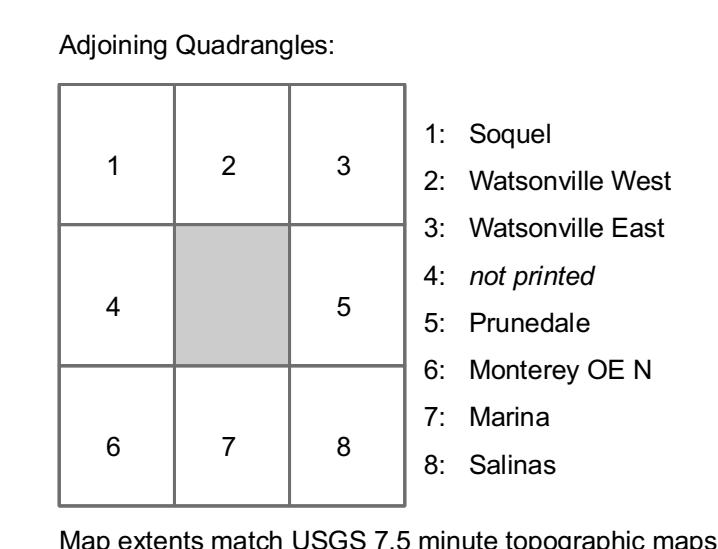 Adjoining Quadrangles:
1 2 3
4 5
6 7 8
1: Soquel
2: Watsonville West
3: Watsonville East
4: not printed
5: Prunedale
6: Monterey OE N
7: Marina
8: Salinas
Map extents match USGS 7.5 minute topographic maps